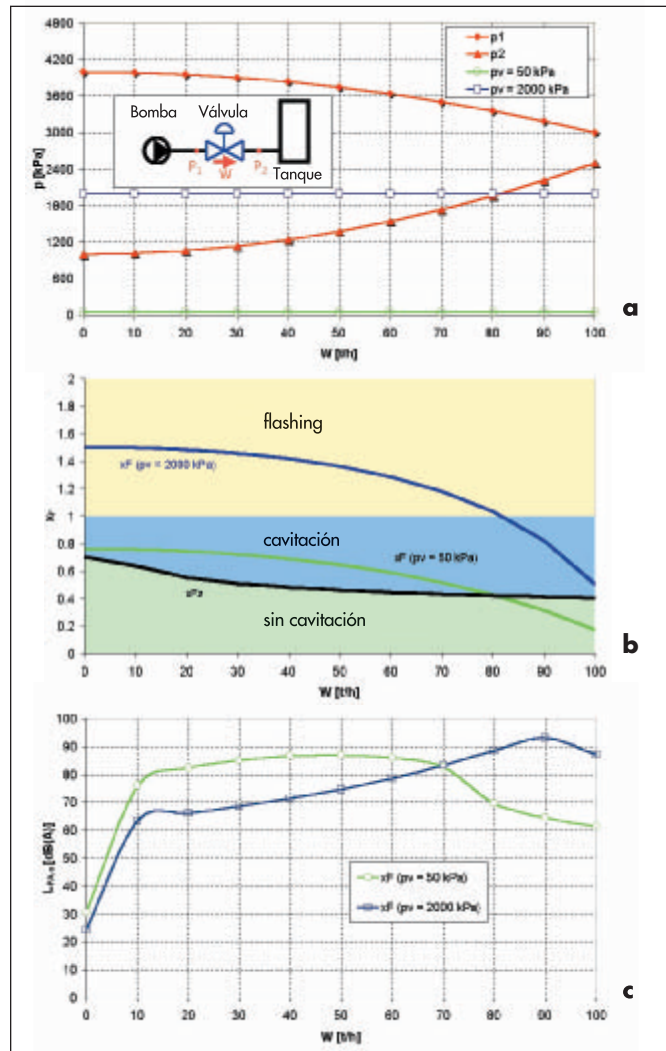 4800
4200
3600
3000
2400
1800
1200
600
0
p [kPa]
p1
p2
pv = 50 kPa
pv = 2000 kPa
Bomba
Válvula
P1
W
P2
Tanque
0 10 20 30 40 50 60 70 80 90 100
W [t/h]
a
2
1.8
1.6
1.4
1.2
1
0.8
0.6
0.4
0.2
0
xF
flashing
xF (pv = 2000 kPa)
cavitación
xF (pv = 50 kPa)
xFz
sin cavitación
0 10 20 30 40 50 60 70 80 90 100
W [t/h]
b
100
90
80
70
60
50
40
30
20
10
0
[dB(A)]
xF (pv = 50 kPa)
xF (pv = 2000 kPa)
0 10 20 30 40 50 60 70 80 90 100
W [t/h]
c